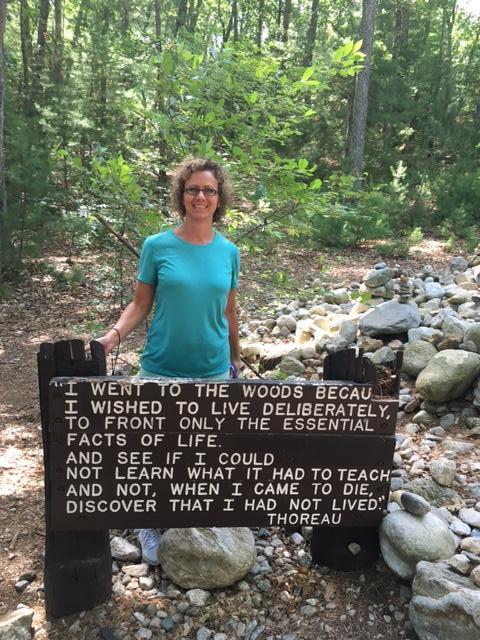 "I WENT TO THE WOODS BECAU
I WISHED TO LIVE DELIBERATELY,
TO FRONT ONLY THE ESSENTIAL
FACTS OF LIFE.
AND SEE IF I COULD
NOT LEARN WHAT IT HAD TO TEACH
AND NOT, WHEN I CAME TO DIE,
DISCOVER THAT I HAD NOT LIVED."
THOREAU